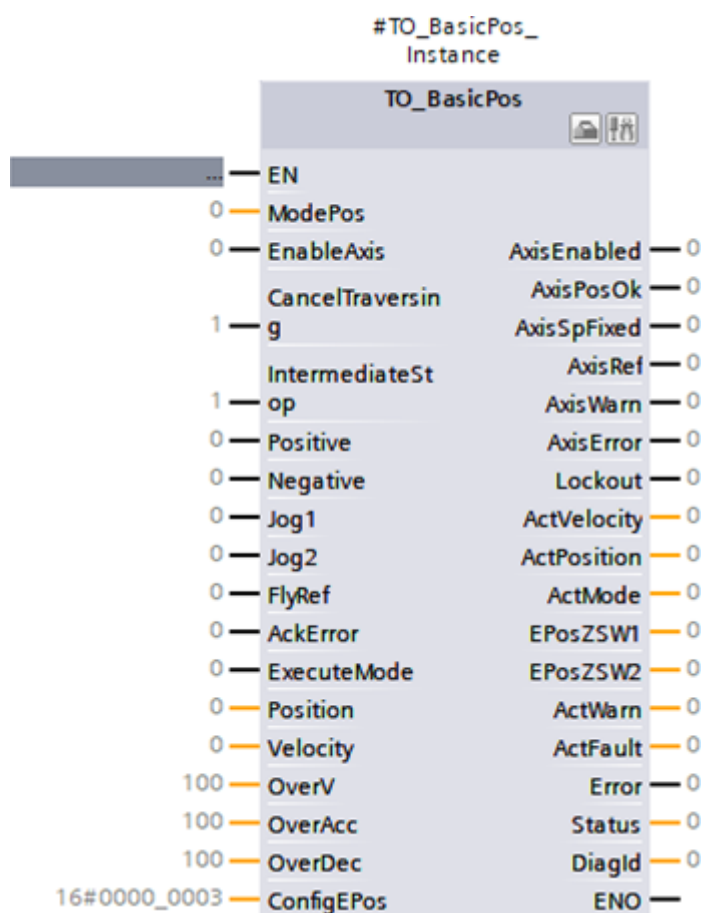 #TO_BasicPos_
Instance
TO_BasicPos
... EN
0 ModePos
0 EnableAxis AxisEnabled 0
AxisPosOk 0
CancelTraversin
1 g AxisSpFixed 0
AxisRef 0
IntermediateSt
1 op AxisWarn 0
0 Positive AxisError 0
0 Negative Lockout 0
0 Jog1 ActVelocity 0
0 Jog2 ActPosition 0
0 FlyRef ActMode 0
0 AckError EPosZSW1 0
0 ExecuteMode EPosZSW2 0
0 Position ActWarn 0
0 Velocity ActFault 0
100 OverV Error 0
100 OverAcc Status 0
100 OverDec DiagId 0
16#0000_0003 ConfigEPos ENO